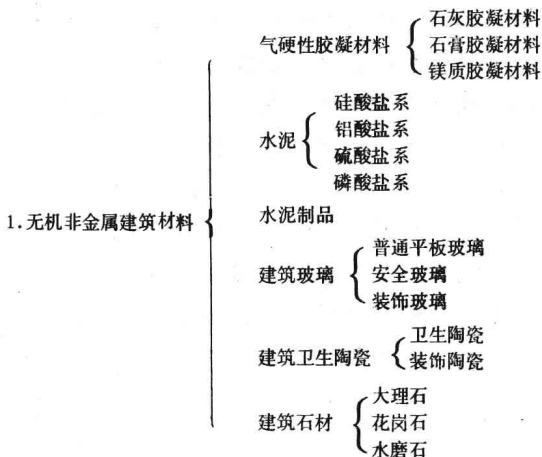 石灰胶凝材料
气硬性胶凝材料
石膏胶凝材料
镁质胶凝材料
硅酸盐系
水泥
铝酸盐系
硫酸盐系
磷酸盐系
1.无机非金属建筑材料
水泥制品
普通平板玻璃
建筑玻璃
安全玻璃
装饰玻璃
卫生陶瓷
建筑卫生陶瓷
装饰陶瓷
大理石
建筑石材
花岗石
水磨石